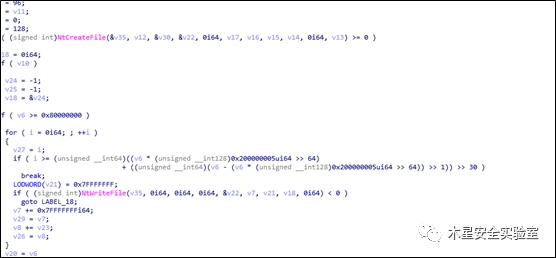 = 96;
= v11;
= 0;
= 128;
( (signed int)NtCreateFile(&v35, v12, &v30, &v22, 0i64, v17, v16, v15, v14, 0i64, v13) >= 0 )
18 = 0i64;
f ( v10 )
v24 = -1;
v25 = -1;
v18 = &v24;
f ( v6 >= 0x80000000 )
for ( i = 0i64; ; ++i )
{
v27 = i;
if ( i >= (unsigned __int64)((v6 * (unsigned __int128)0x200000005ui64 >> 64)
+ ((unsigned __int64)(v6 - (v6 * (unsigned __int128)0x200000005ui64 >> 64)) >> 1)) >> 30 )
break;
LODWORD(v21) = 0x7FFFFFFF;
if ( (signed int)NtWriteFile(v35, 0i64, 0i64, 0i64, &v22, v7, v21, v18, 0i64) < 0 )
goto LABEL_18;
v7 += 0x7FFFFFFFi64;
v29 = v7;
v8 += v23;
v26 = v8;
}
v20 = v6
木星安全实验室